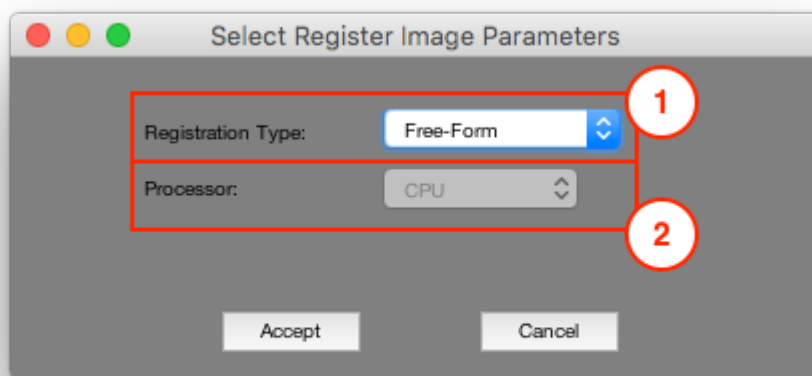 Select Register Image Parameters
1
Registration Type: Free-Form
Processor: CPU
2
Accept Cancel